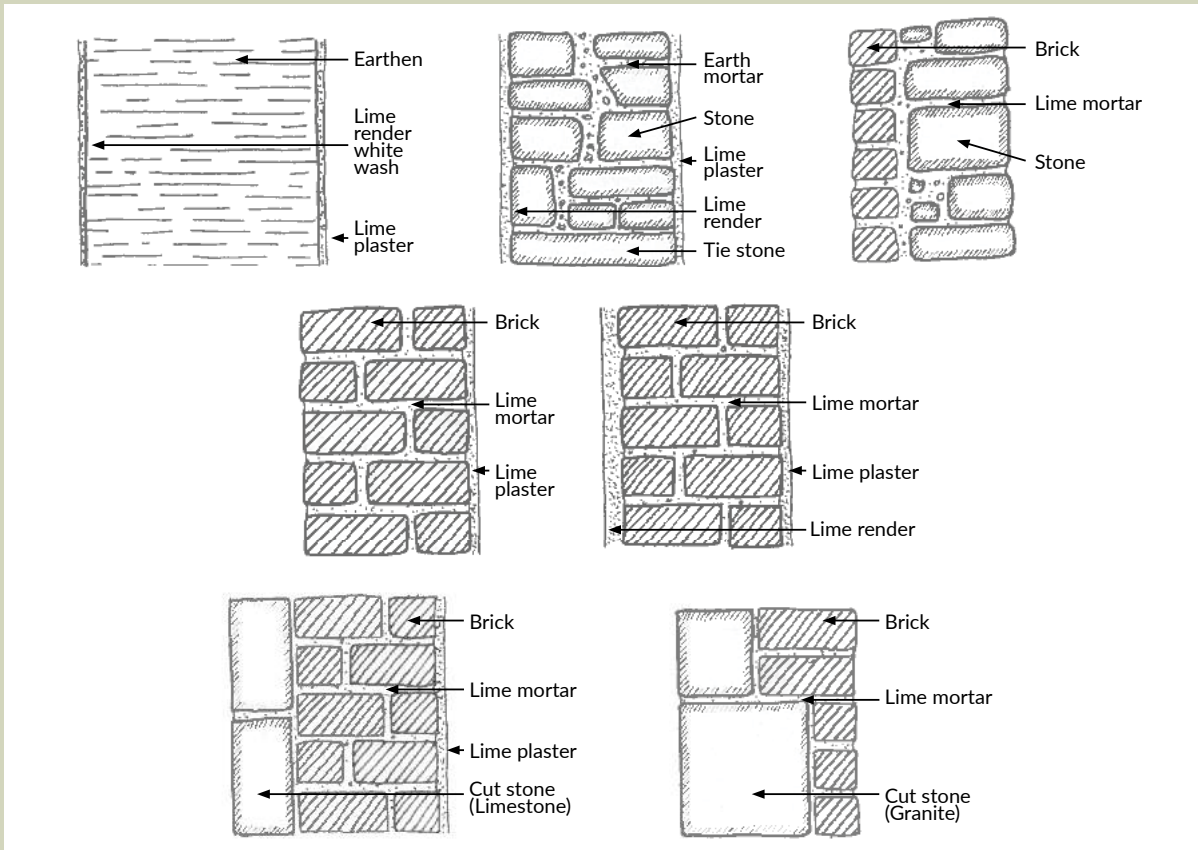 Earthen
Lime
render
white
wash
Lime
plaster
Earth
mortar
Stone
Lime
plaster
Lime
render
Tie stone
Brick
Lime mortar
Stone
Brick
Lime
mortar
Lime
plaster
Brick
Lime mortar
Lime plaster
Lime render
Brick
Lime mortar
Lime plaster
Cut stone
(Limestone)
Brick
Lime mortar
Cut stone
(Granite)